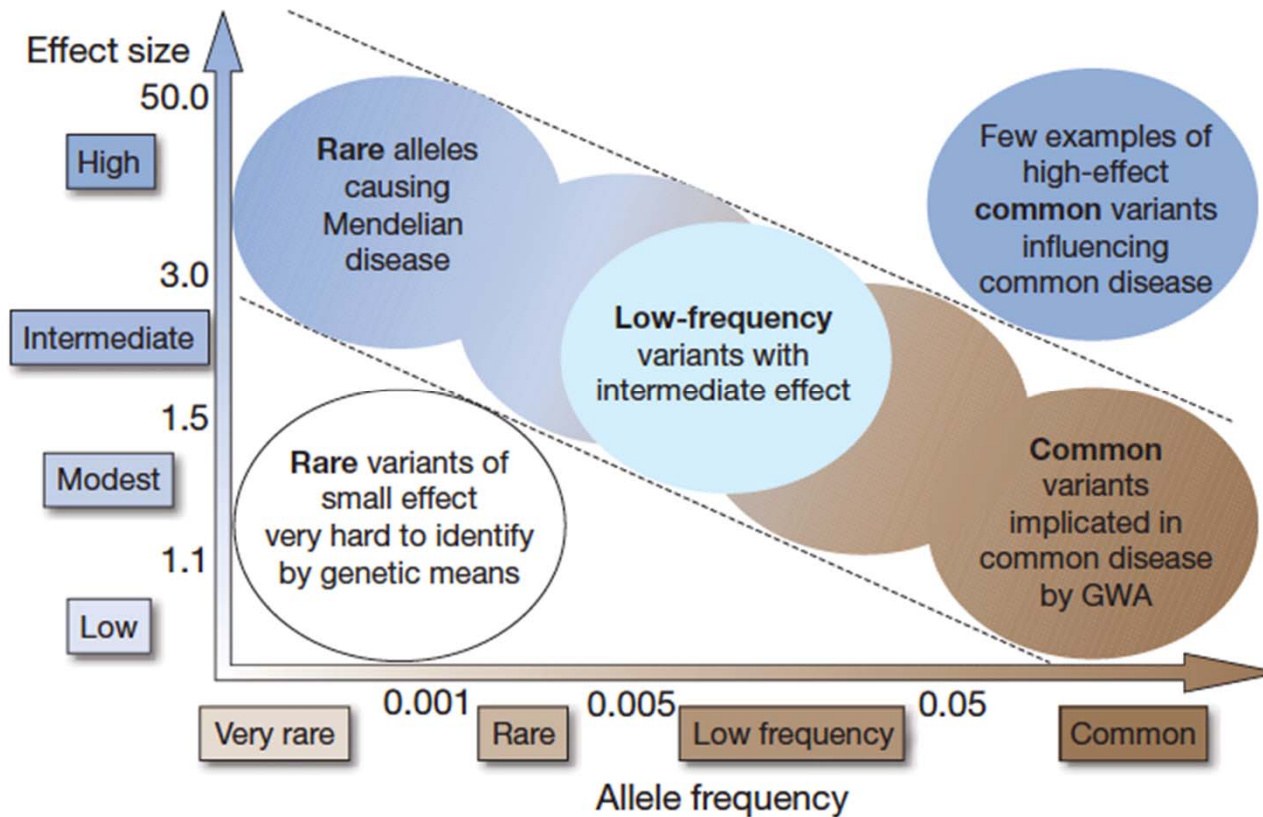 Effect size
50.0
High
3.0
Intermediate
1.5
Modest
1.1
Low
Rare alleles
causing
Mendelian
disease
Few examples of
high-effect
common variants
influencing
common disease
Low-frequency
variants with
intermediate effect
Rare variants of
small effect
very hard to identify
by genetic means
Common
variants
implicated in
common disease
by GWA
0.001
0.005
0.05
Very rare
Rare
Low frequency
Common
Allele frequency